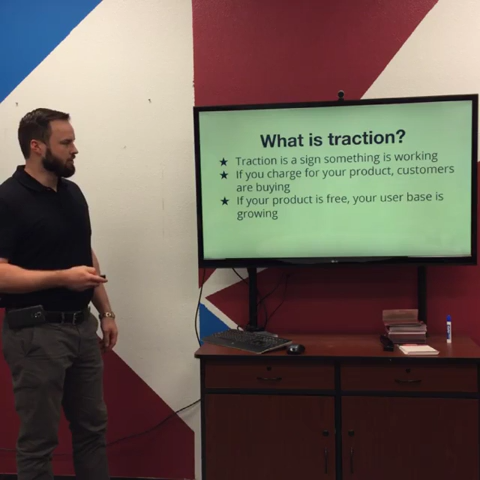 What is traction?
★ Traction is a sign something is working
★ If you charge for your product, customers
are buying
★ If your product is free, your user base is
growing